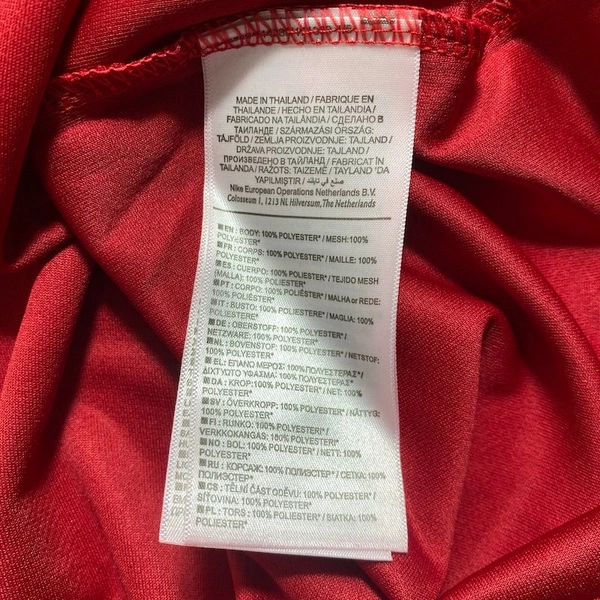 MADE IN THAILAND / FABRIQUE EN
THAILANDE / HECHO EN TAILANDIA /
FABRICADO NA TAILÂNDIA / СДЕЛАНО В
ТАИЛАНДЕ / SZÁRMAZÁSI ORSZÁG:
TÁJFÖLD / ZEMLJA PROIZVODNJE: TAJLAND /
DRŽAVA PROIZVODNJE: TAJLAND /
ПРОИЗВЕДЕНО В ТАЙЛАНД / FABRICAT ÎN
TAILANDA / RAŽOTS: TAIZEMĒ / TAYLAND 'DA
YAPILMIŞTIR / صنع في تايلند
Nike European Operations Netherlands B.V.
Colosseum 1, 1213 NL Hilversum, The Netherlands
EN : BODY: 100% POLYESTER* / MESH: 100%
POLYESTER*
FR : CORPS: 100% POLYESTER* / MAILLE: 100%
POLYESTER*
ES : CUERPO: 100% POLIESTER* / TEJIDO MESH
(MALLA): 100% POLIESTER*
PT : CORPO: 100% POLIÉSTER* / MALHA or REDE:
100% POLIÉSTER*
IT : BUSTO: 100% POLIESTERE* / MAGLIA: 100%
POLIESTERE*
DE : OBERSTOFF: 100% POLYESTER* /
NETZWARE: 100% POLYESTER*
NL : BOVENSTOF: 100% POLYESTER* / NETSTOF:
100% POLYESTER*
EL : ΕΠΑΝΩ ΜΕΡΟΣ: 100% ΠΟΛΥΕΣΤΕΡΑΣ* /
ΔΙΧΤΥΩΤΟ ΥΦΑΣΜΑ: 100% ΠΟΛΥΕΣΤΕΡΑΣ*
DA : KROP: 100% POLYESTER* / NET: 100%
POLYESTER*
SV : ÖVERKROPP: 100% POLYESTER* / NÄTTYG:
100% POLYESTER*
FI : RUNKO: 100% POLYESTERI* /
VERKKOKANGAS: 100% POLYESTERI*
NO : BOL: 100% POLYESTER* / NETT: 100%
POLYESTER*
RU : КОРСАЖ: 100% ПОЛИЭСТЕР* / СЕТКА: 100%
ПОЛИЭСТЕР*
CS : TĚLNÍ ČÁST ODĚVU: 100% POLYESTER* /
SÍŤOVINA: 100% POLYESTER*
PL : TORS : 100% POLIESTER* / SIATKA: 100%
POLIESTER*